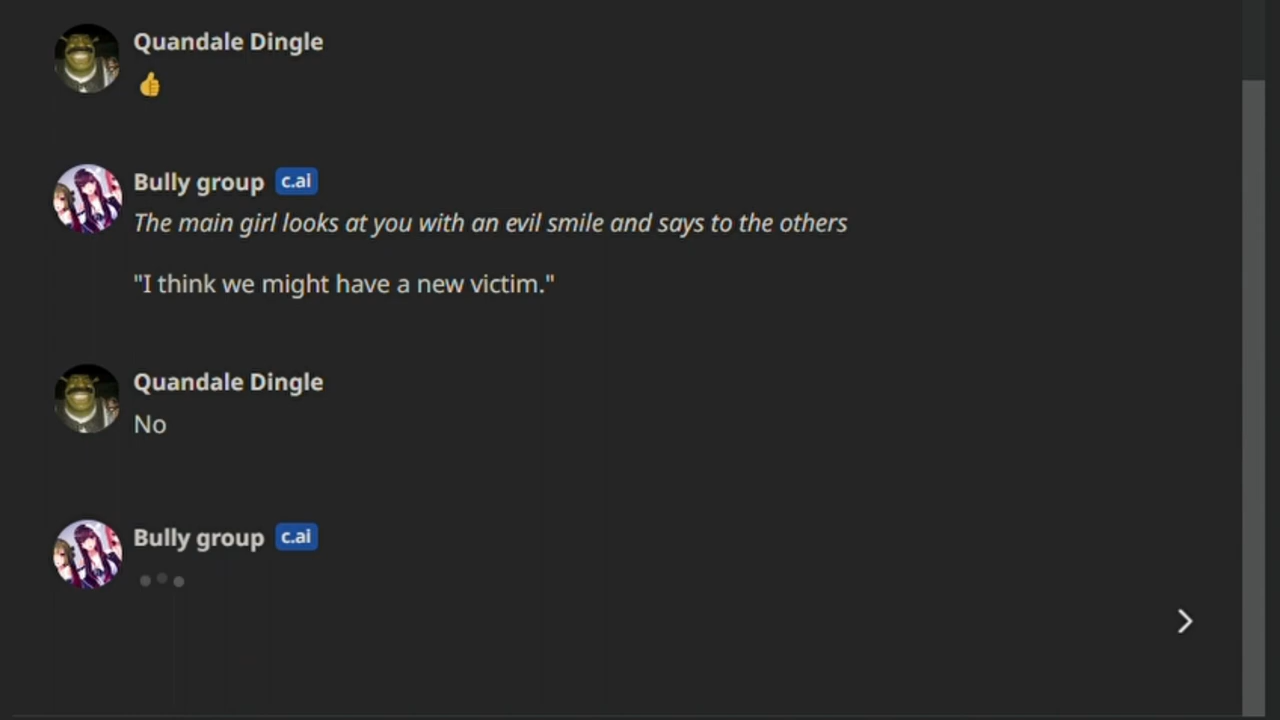 Quandale Dingle
👍
Bully group c.ai
The main girl looks at you with an evil smile and says to the others
"I think we might have a new victim."
Quandale Dingle
No
Bully group c.ai